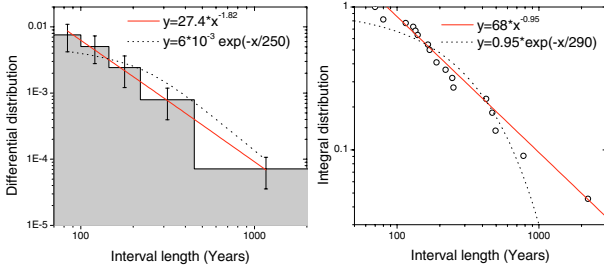 y=27.4*x^-1.82
y=6*10^-3 exp(-x/250)
Differential distribution
0.01
1E-3
1E-4
1E-5
100
1000
Interval length (Years)
y=68*x^-0.95
y=0.95*exp(-x/290)
Integral distribution
1
0.1
100
1000
Interval length (Years)